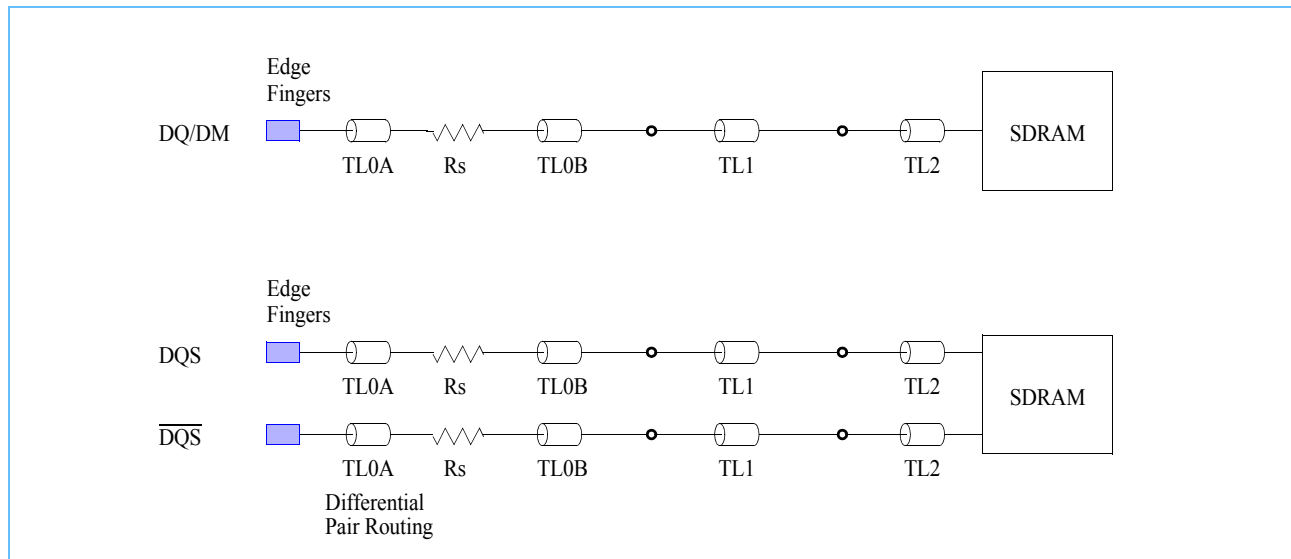 Edge
Fingers
DQ/DM
TL0A Rs TL0B TL1 TL2
SDRAM
Edge
Fingers
DQS
TL0A Rs TL0B TL1 TL2
SDRAM
D̅Q̅S̅
TL0A Rs TL0B TL1 TL2
Differential
Pair Routing